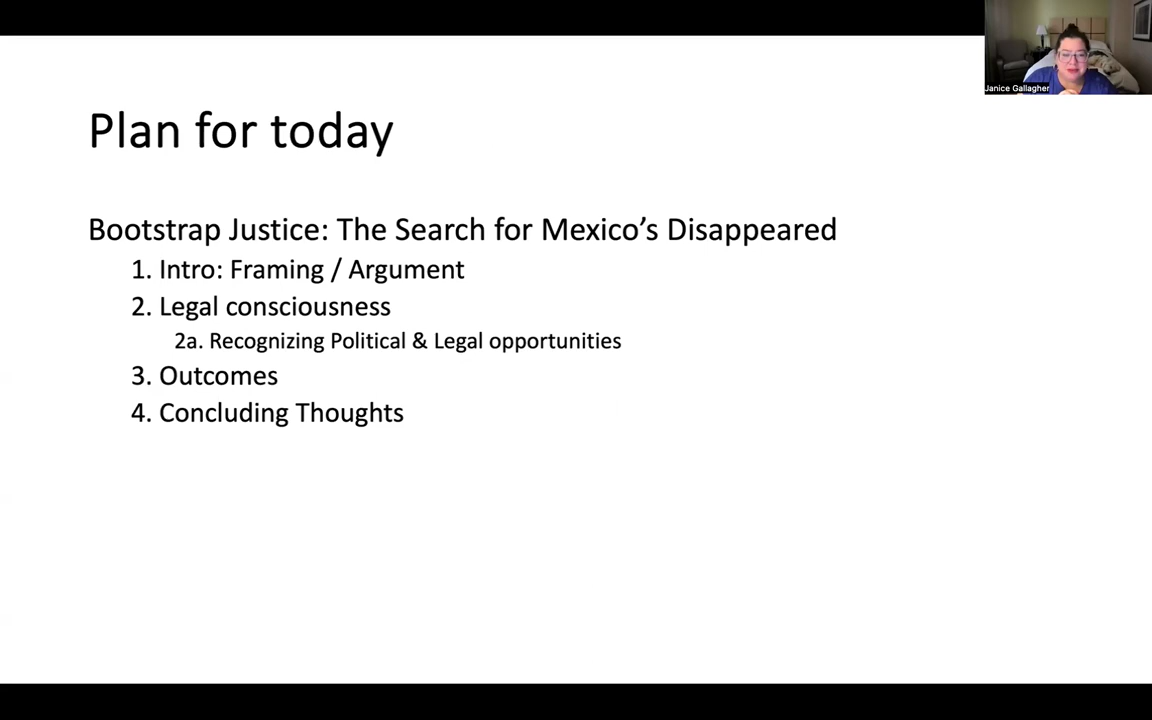 Janice Gallagher
Plan for today
Bootstrap Justice: The Search for Mexico’s Disappeared
1. Intro: Framing / Argument
2. Legal consciousness
2a. Recognizing Political & Legal opportunities
3. Outcomes
4. Concluding Thoughts